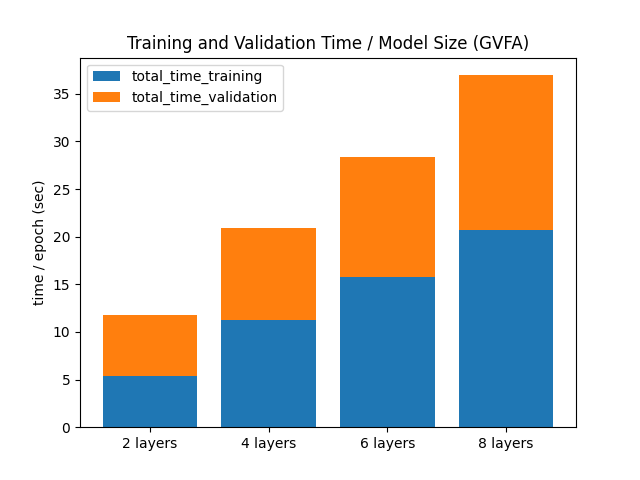 Training and Validation Time / Model Size (GVFA)
total_time_training
total_time_validation
time / epoch (sec)
35
30
25
20
15
10
5
0
2 layers
4 layers
6 layers
8 layers